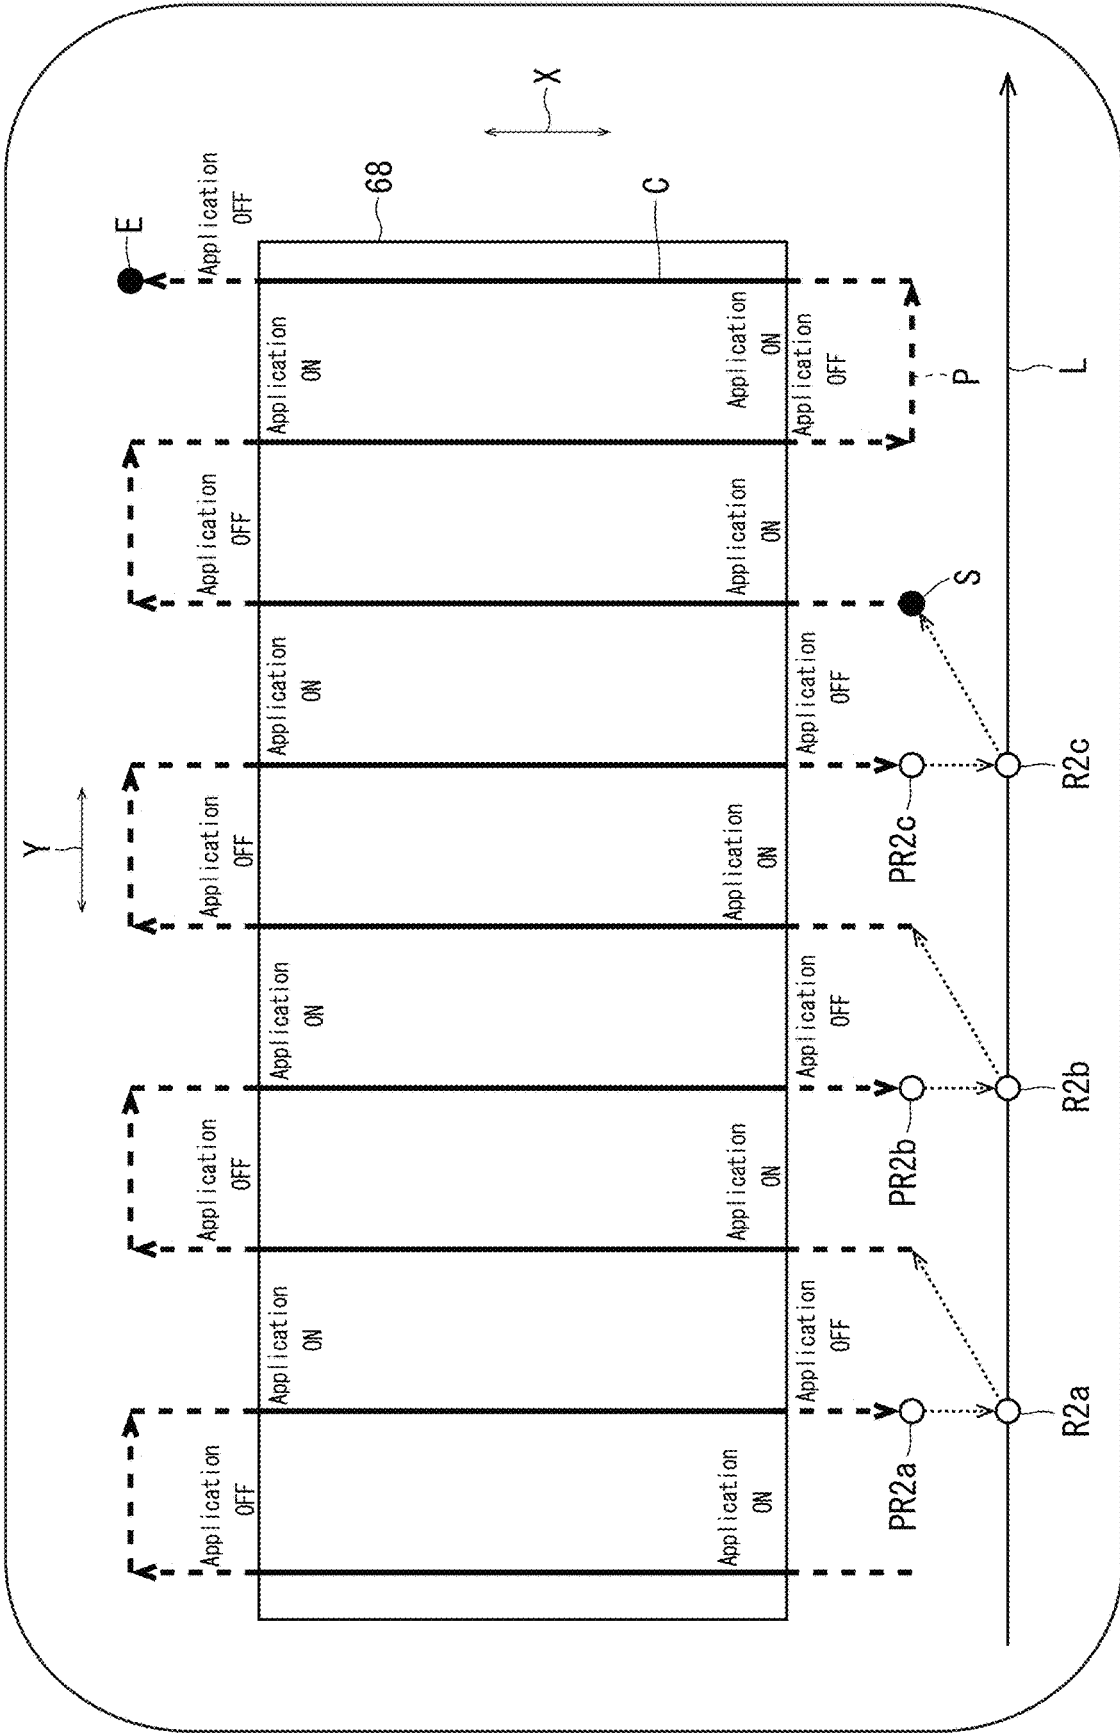 Y
E
Application
OFF
Application
OFF
Application
OFF
Application
OFF
Application
OFF
Application
ON
Application
ON
Application
ON
Application
ON
68
X
C
Application
ON
Application
ON
Application
ON
Application
ON
Application
ON
Application
OFF
Application
OFF
Application
OFF
Application
OFF
PR2a
PR2b
PR2c
S
P
R2a
R2b
R2c
L